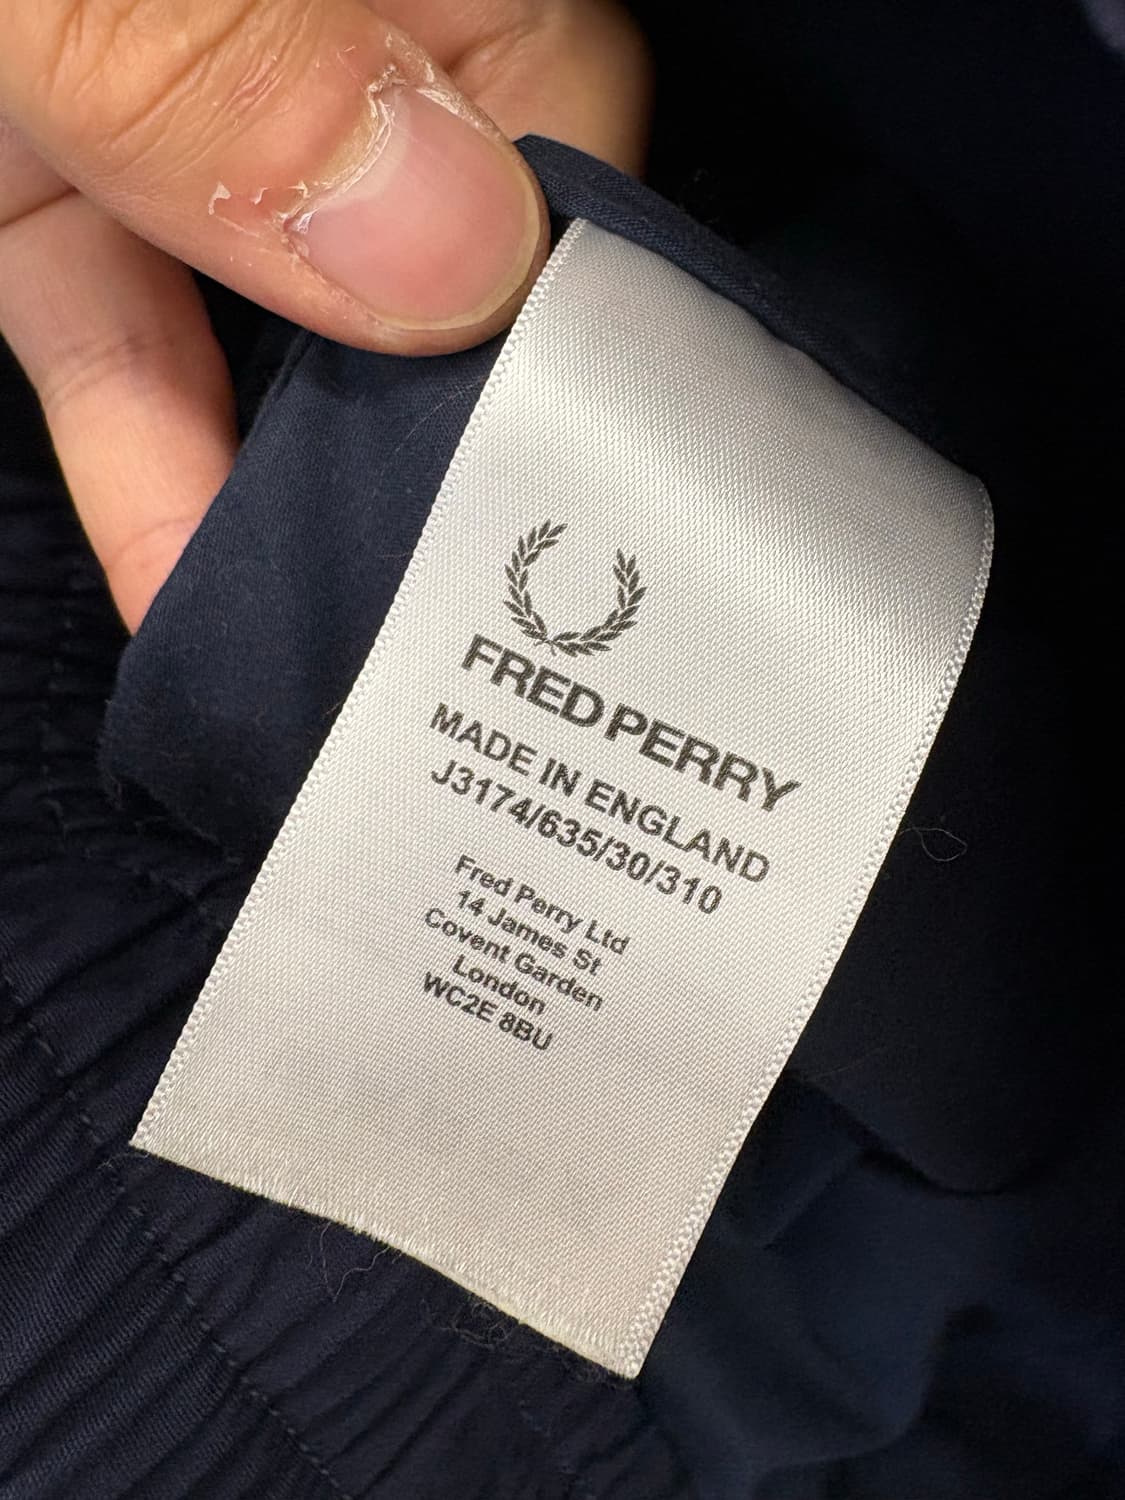 FRED PERRY
MADE IN ENGLAND
J3174/635/30/310
Fred Perry Ltd
14 James St
Covent Garden
London
WC2E 8BU